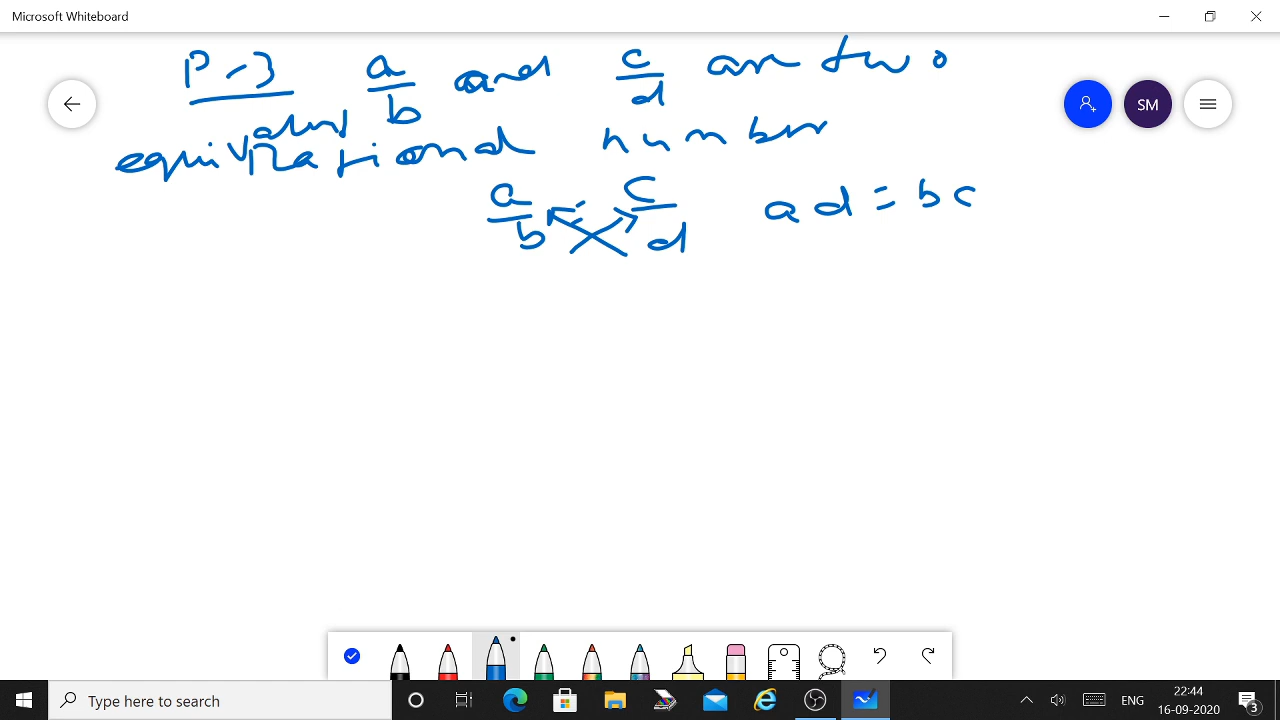 Microsoft Whiteboard
P-3 a/b and c/d are two
equivalent rational number
a/b = c/d ad = bc
SM
Type here to search
ENG
22:44
16-09-2020
3